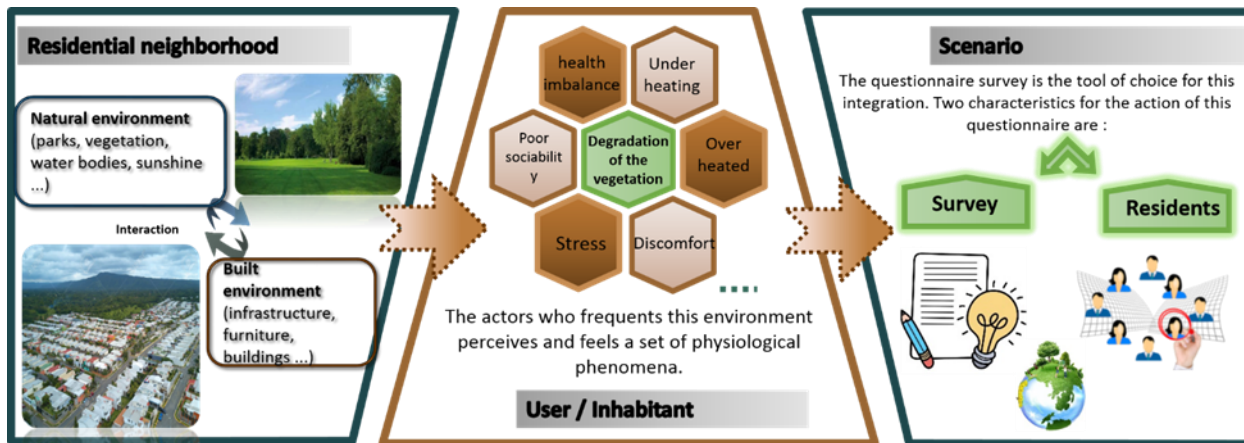 Residential neighborhood
Natural environment
(parks, vegetation,
water bodies, sunshine
...)
Interaction
Built
environment
(infrastructure,
furniture,
buildings ...)
health
imbalance
Under
heating
Poor
sociabilit
y
Degradation
of the
vegetation
Over
heated
Stress
Discomfort
The actors who frequents this environment
perceives and feels a set of physiological
phenomena.
User / Inhabitant
Scenario
The questionnaire survey is the tool of choice for this
integration. Two characteristics for the action of this
questionnaire are :
Survey
Residents